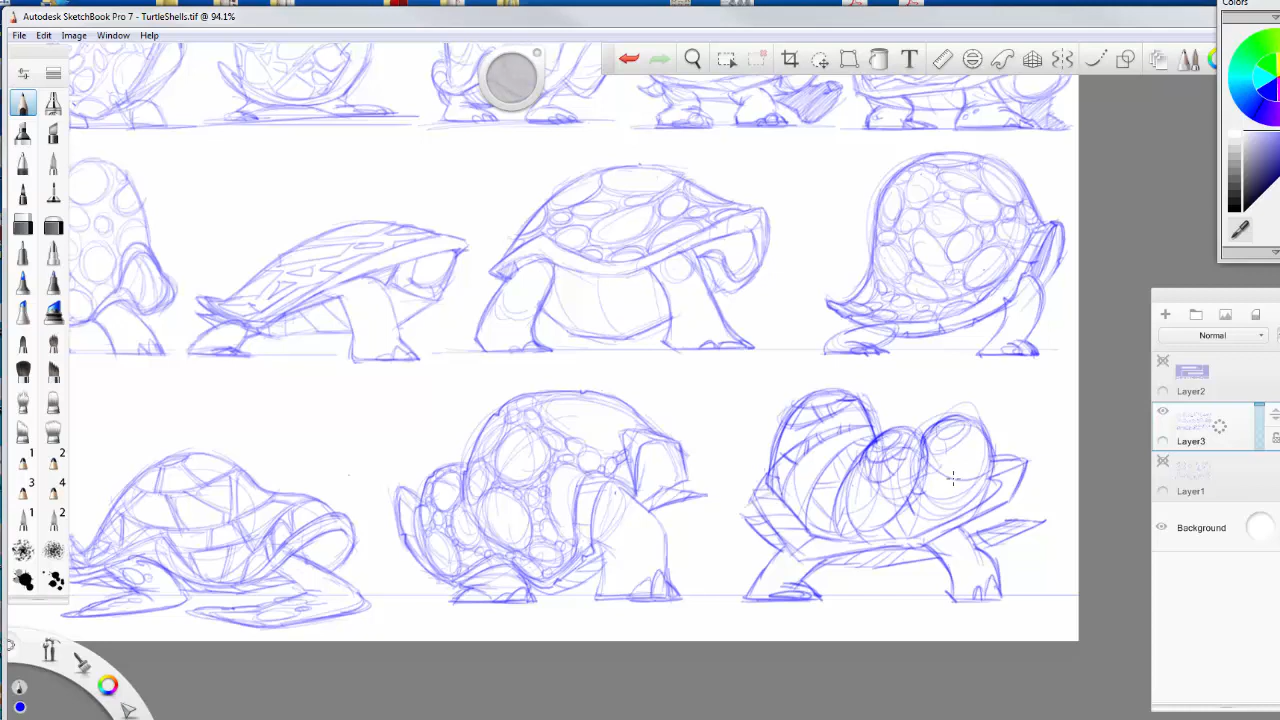 Autodesk SketchBook Pro 7 - TurtleShells.tif @ 94.1%
Colors
File Edit Image Window Help
T
1 2
3 4
1 2
Normal
Layer2
Layer3
Layer1
Background